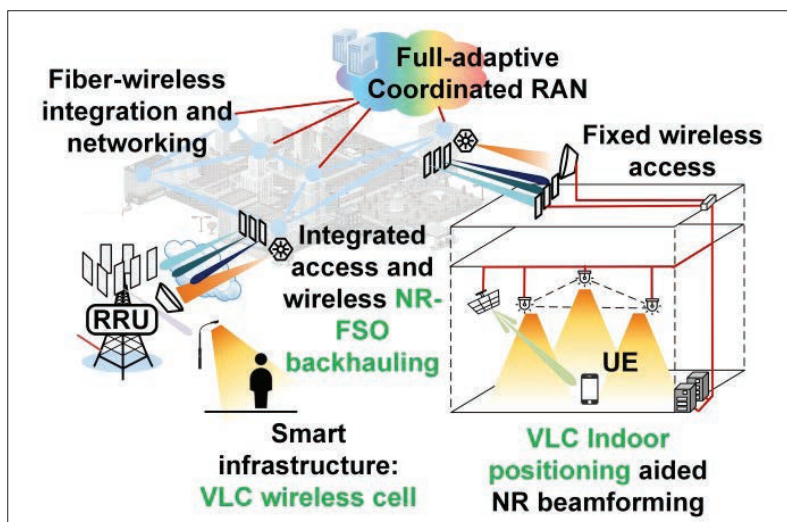 Full-adaptive
Coordinated RAN
Fiber-wireless
integration and
networking
Fixed wireless
access
Integrated
access and
wireless NR-
FSO
backhauling
RRU
UE
Smart
infrastructure:
VLC wireless cell
VLC Indoor
positioning aided
NR beamforming